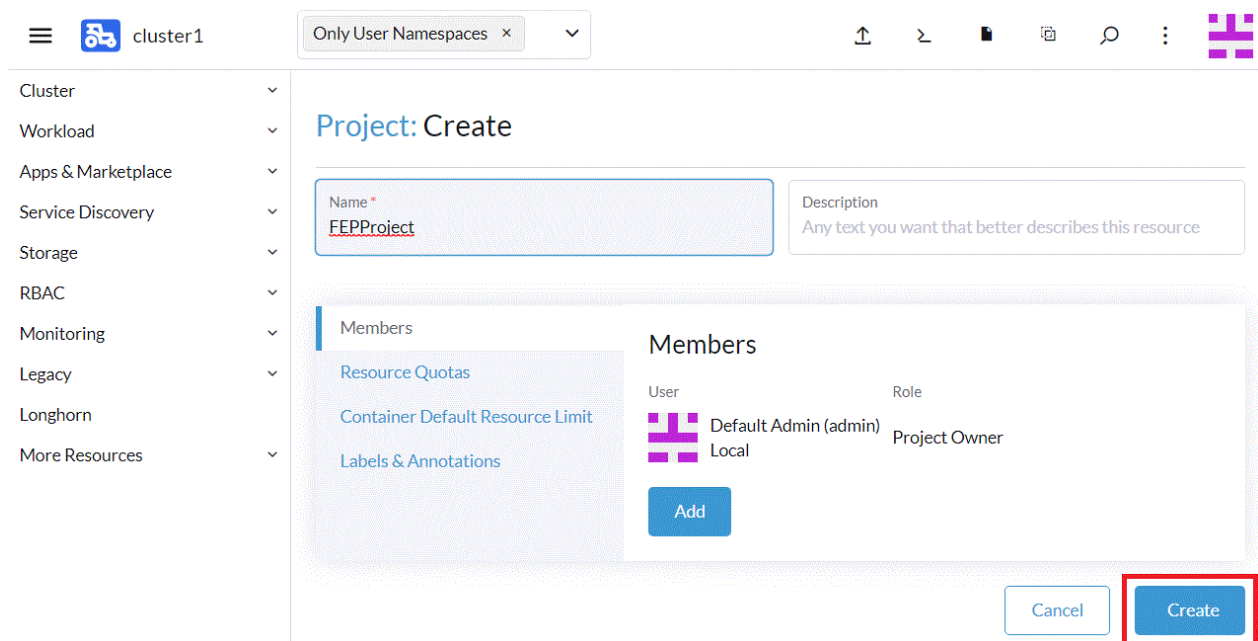 cluster1
Only User Namespaces ×
Cluster
Workload
Apps & Marketplace
Service Discovery
Storage
RBAC
Monitoring
Legacy
Longhorn
More Resources
Project: Create
Name *
FEPProject
Description
Any text you want that better describes this resource
Members
Resource Quotas
Container Default Resource Limit
Labels & Annotations
Members
User Role
Default Admin (admin)
Local
Project Owner
Add
Cancel Create